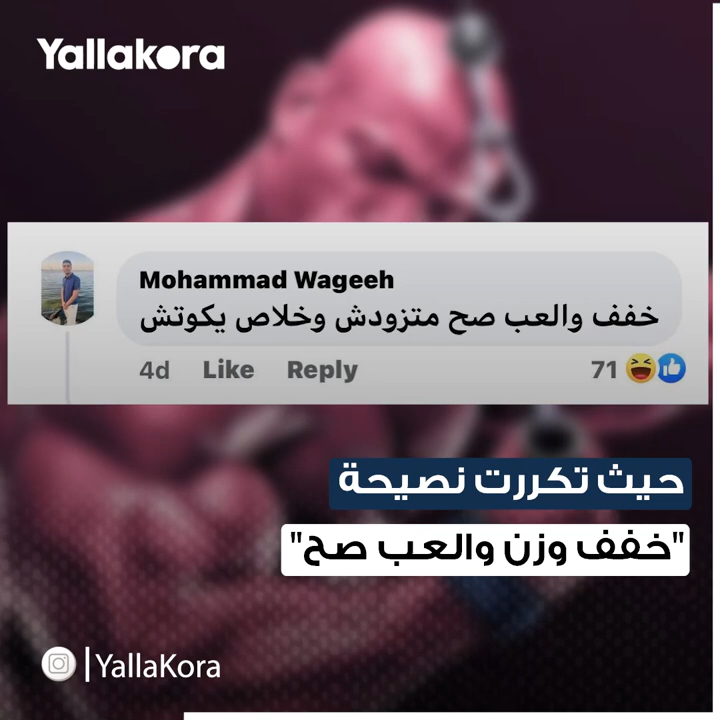 Yallakora
Mohammad Wageeh
خفف والعب صح متزودش وخلاص يكوتش
4d Like Reply 71
حيث تكررت نصيحة
"خفف وزن والعب صح"
YallaKora